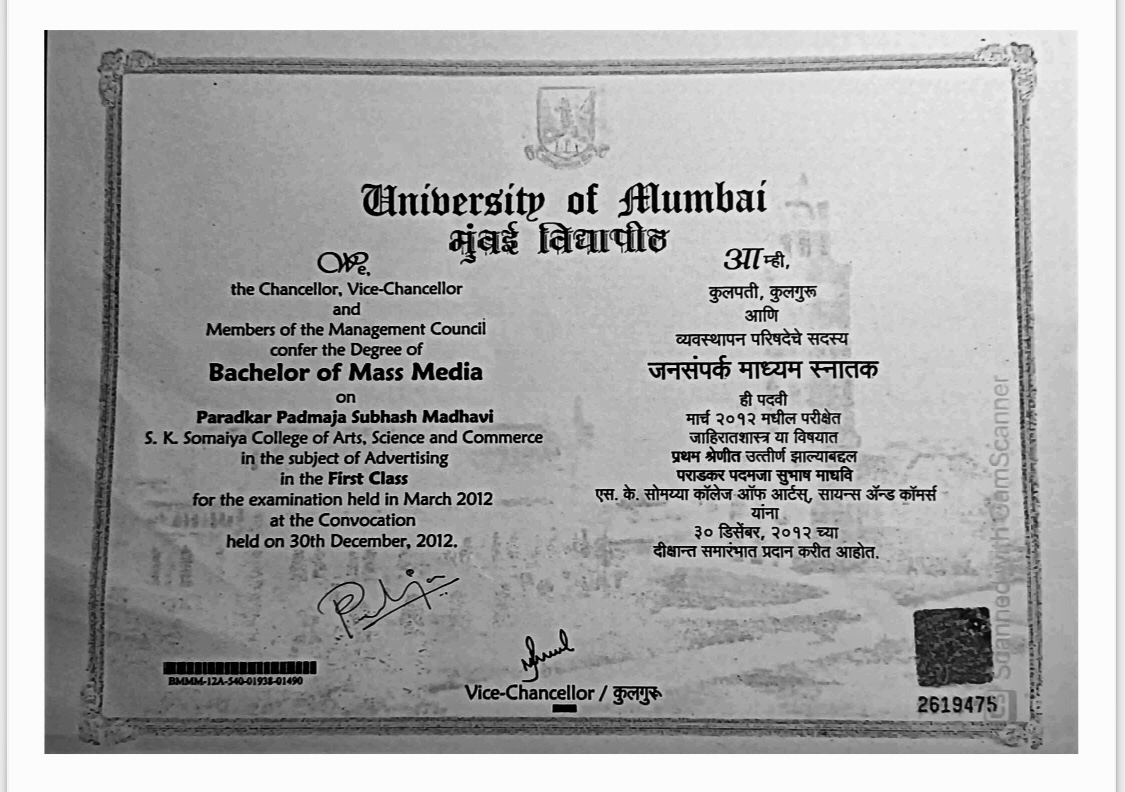 University of Mumbai
मुंबई विद्यापीठ
We,
the Chancellor, Vice-Chancellor
and
Members of the Management Council
confer the Degree of
Bachelor of Mass Media
on
Paradkar Padmaja Subhash Madhavi
S. K. Somaiya College of Arts, Science and Commerce
in the subject of Advertising
in the First Class
for the examination held in March 2012
at the Convocation
held on 30th December, 2012.
आम्ही,
कुलपती, कुलगुरू
आणि
व्यवस्थापन परिषदेचे सदस्य
जनसंपर्क माध्यम स्नातक
ही पदवी
मार्च २०१२ मधील परीक्षेत
जाहिरातशास्त्र या विषयात
प्रथम श्रेणीत उत्तीर्ण झाल्याबद्दल
पराडकर पदमजा सुभाष माधवि
एस. के. सोमय्या कॉलेज ऑफ आर्टस्, सायन्स ॲन्ड कॉमर्स
यांना
३० डिसेंबर, २०१२ च्या
दीक्षान्त समारंभात प्रदान करीत आहोत.
BMMM-12A-540-01938-01490
Vice-Chancellor / कुलगुरू
2619475
Scanned with CamScanner